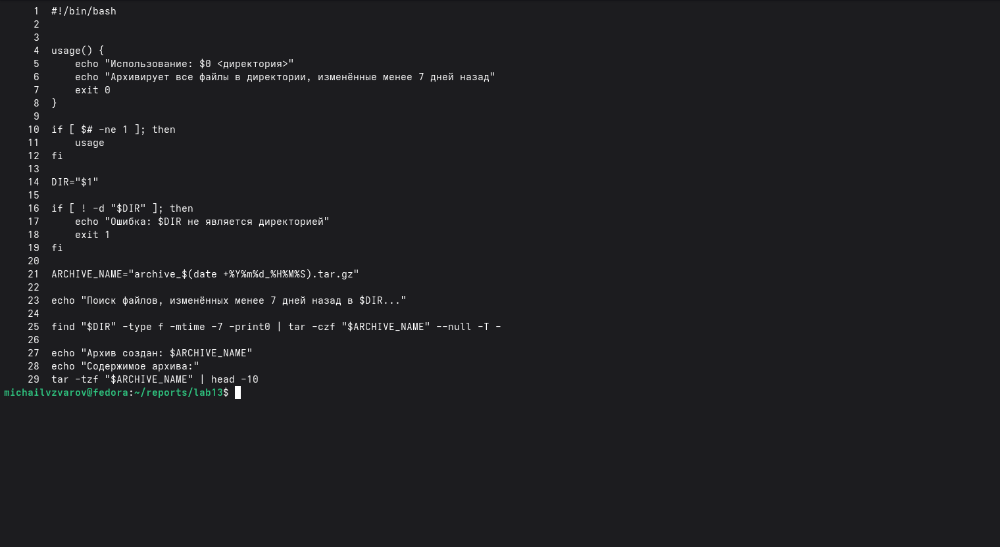 1 #!/bin/bash
2
3
4 usage() {
5     echo "Использование: $0 <директория>"
6     echo "Архивирует все файлы в директории, изменённые менее 7 дней назад"
7     exit 0
8 }
9
10 if [ $# -ne 1 ]; then
11     usage
12 fi
13
14 DIR="$1"
15
16 if [ ! -d "$DIR" ]; then
17     echo "Ошибка: $DIR не является директорией"
18     exit 1
19 fi
20
21 ARCHIVE_NAME="archive_$(date +%Y%m%d_%H%M%S).tar.gz"
22
23 echo "Поиск файлов, изменённых менее 7 дней назад в $DIR..."
24
25 find "$DIR" -type f -mtime -7 -print0 | tar -czf "$ARCHIVE_NAME" --null -T -
26
27 echo "Архив создан: $ARCHIVE_NAME"
28 echo "Содержимое архива:"
29 tar -tzf "$ARCHIVE_NAME" | head -10
michailvzvarov@fedora:~/reports/lab13$